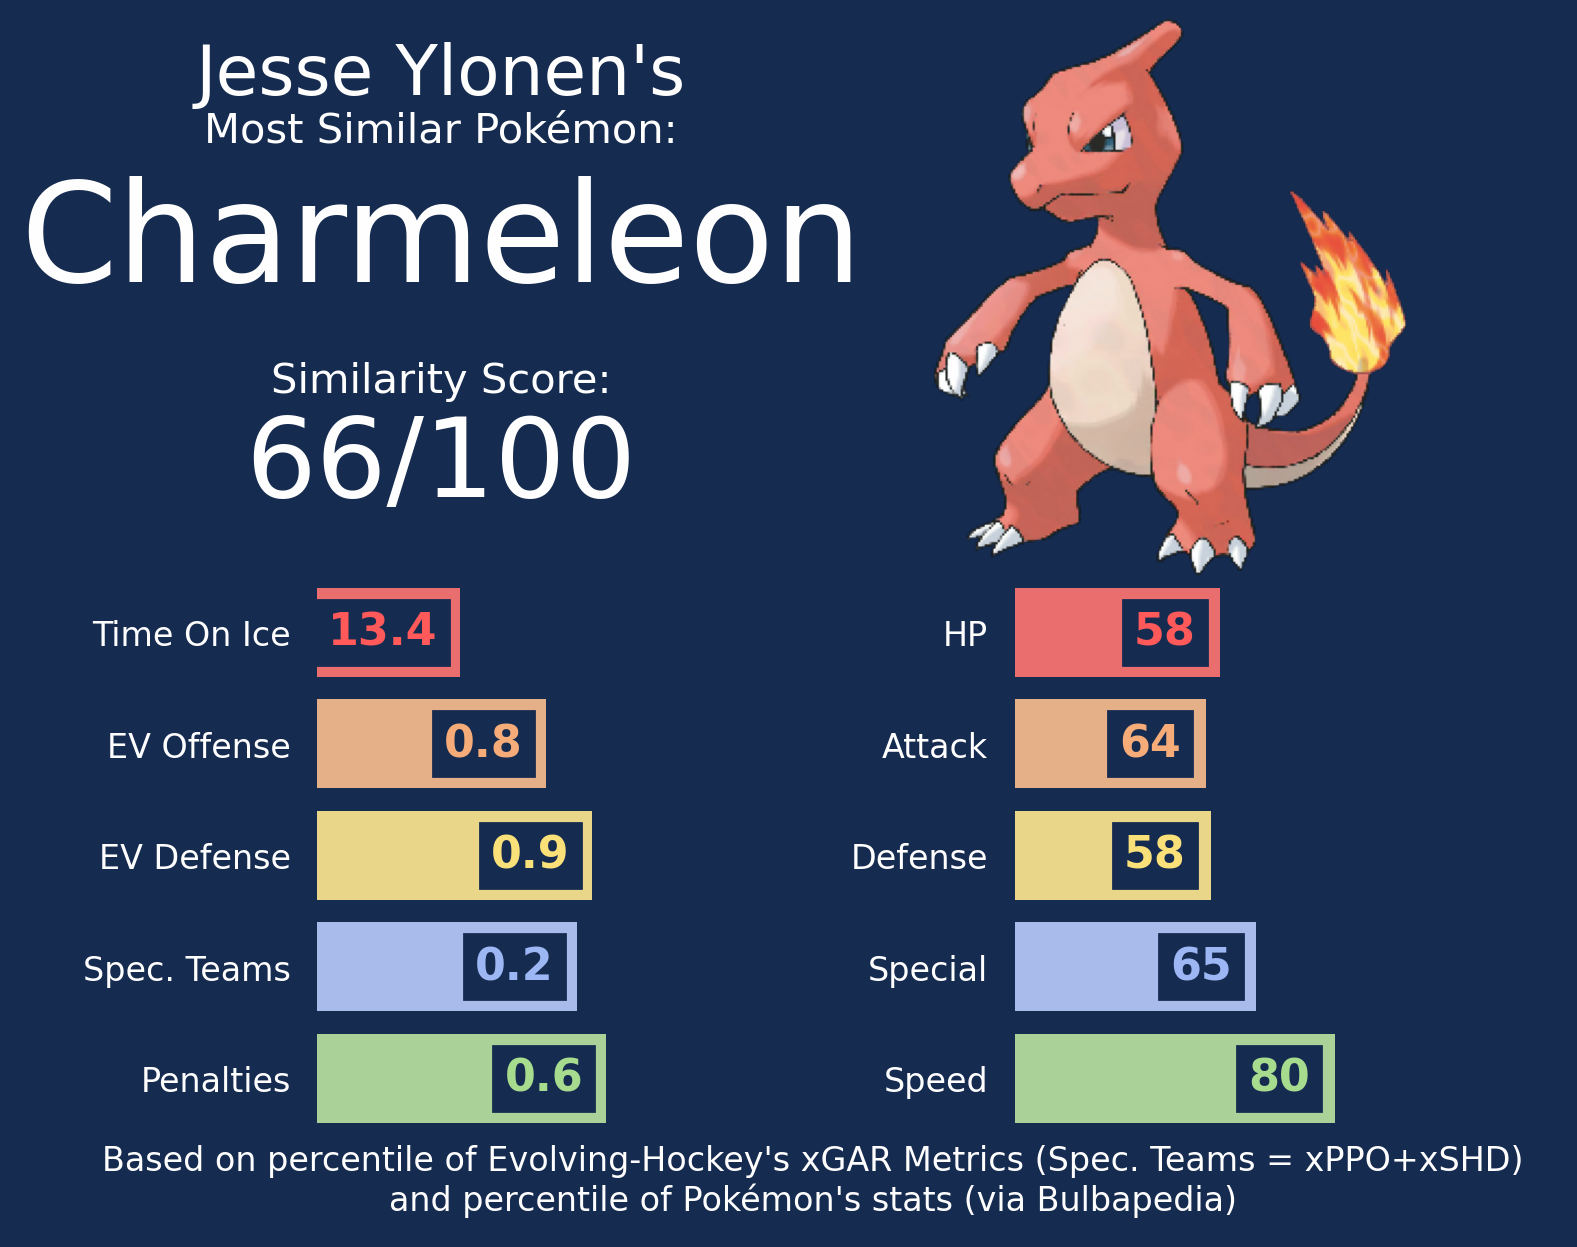 Jesse Ylonen's
Most Similar Pokémon:
Charmeleon
Similarity Score:
66/100
Time On Ice 13.4
EV Offense 0.8
EV Defense 0.9
Spec. Teams 0.2
Penalties 0.6
HP 58
Attack 64
Defense 58
Special 65
Speed 80
Based on percentile of Evolving-Hockey's xGAR Metrics (Spec. Teams = xPPO+xSHD)
and percentile of Pokémon's stats (via Bulbapedia)